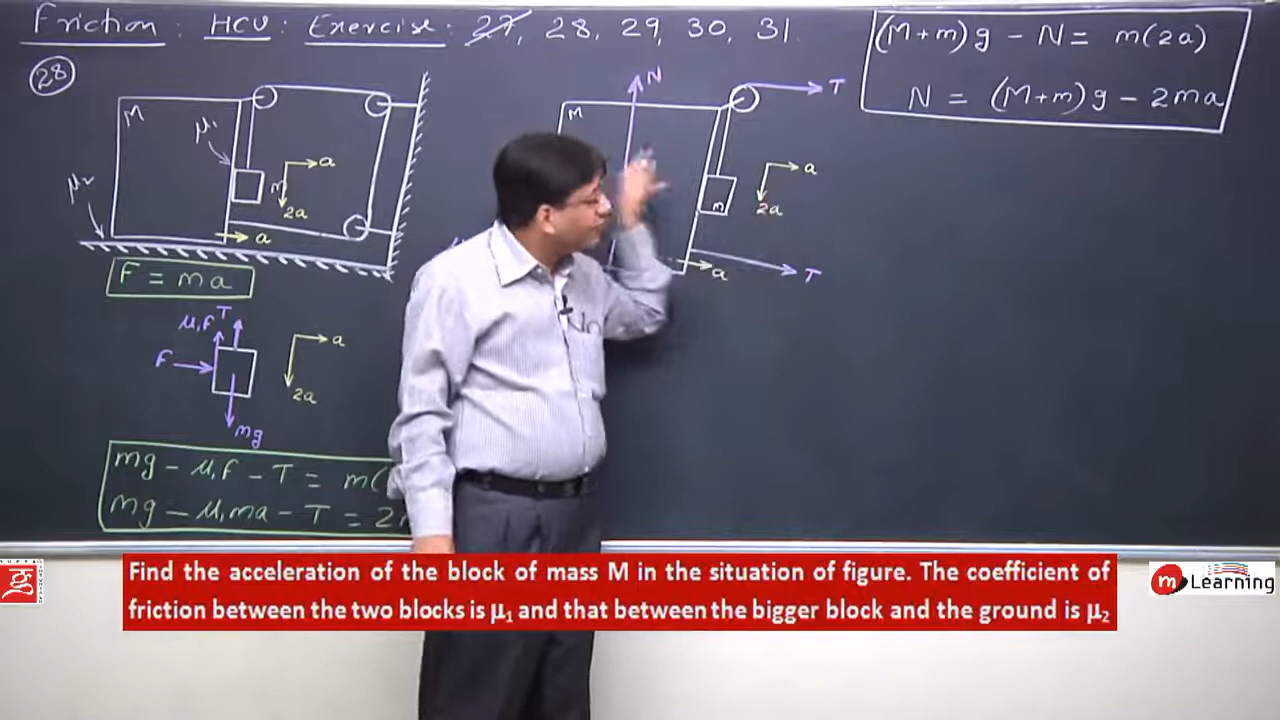 Friction : HCV : Exercise : 27, 28, 29, 30, 31.
28
M
μ1
μ2
m
a
2a
a
F = ma
μ1F
T
F
mg
a
2a
mg - μ1F - T = m(
mg - μ1ma - T = 2
N
M
T
m
a
2a
a
T
(M+m)g - N = m(2a)
N = (M+m)g - 2ma
Find the acceleration of the block of mass M in the situation of figure. The coefficient of
friction between the two blocks is μ1 and that between the bigger block and the ground is μ2
m Learning